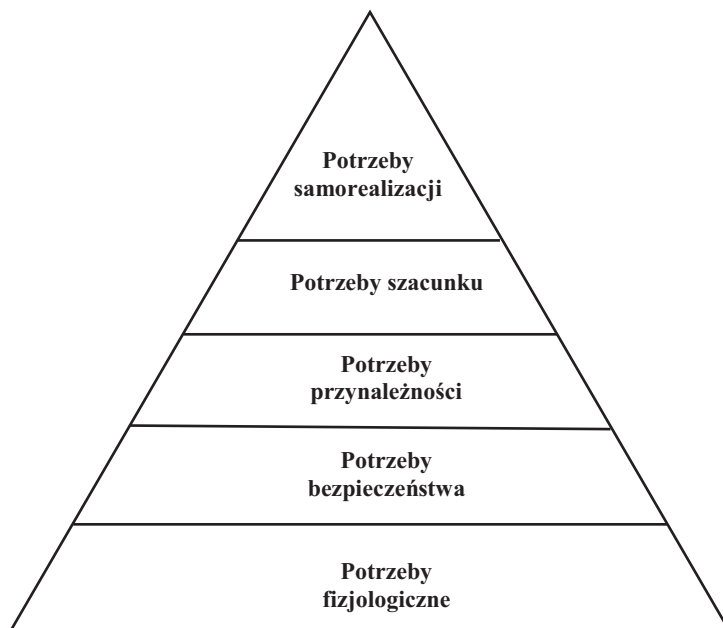 Potrzeby
samorealizacji
Potrzeby szacunku
Potrzeby
przynależności
Potrzeby
bezpieczeństwa
Potrzeby
fizjologiczne